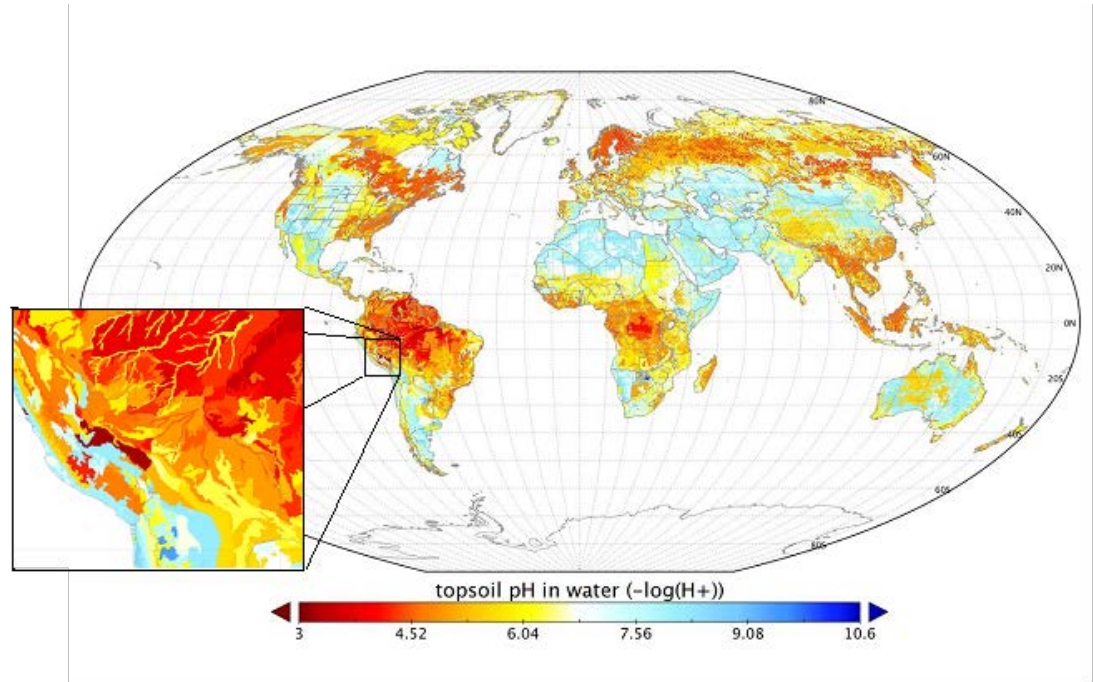 80N
60N
40N
20N
0N
20S
40S
60S
80S
topsoil pH in water (−log(H+))
3 4.52 6.04 7.56 9.08 10.6